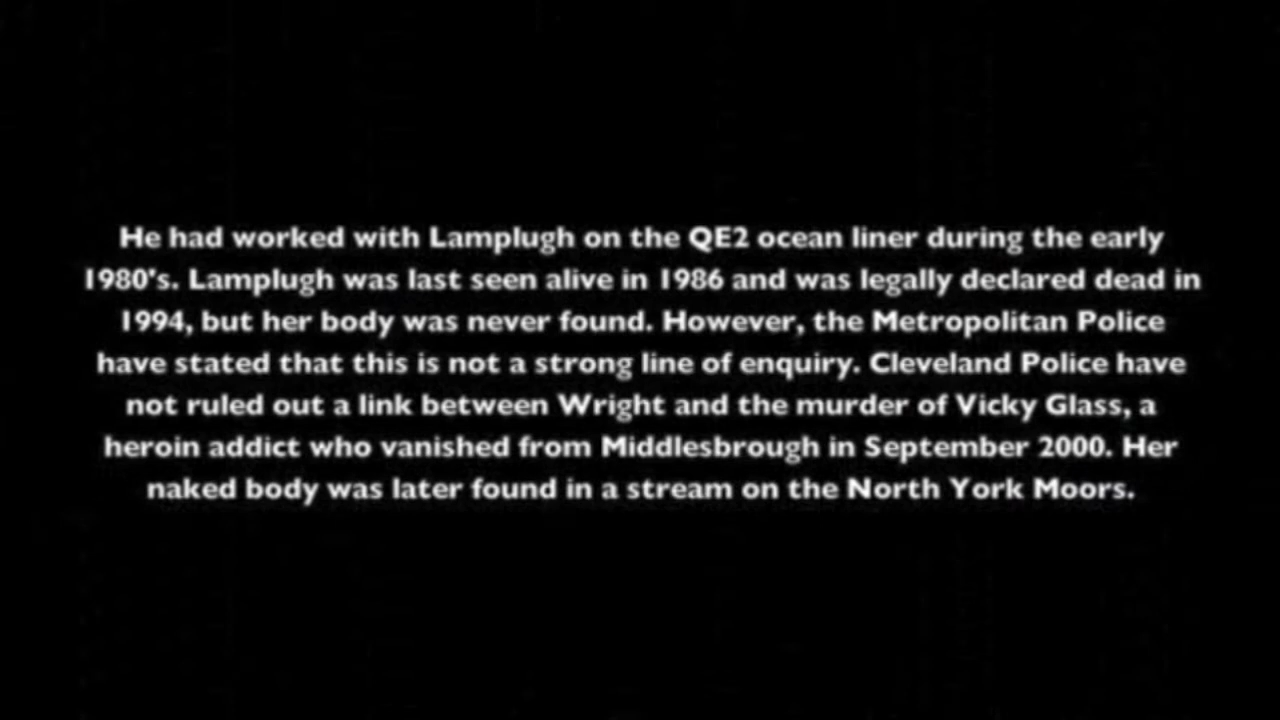 He had worked with Lamplugh on the QE2 ocean liner during the early
1980's. Lamplugh was last seen alive in 1986 and was legally declared dead in
1994, but her body was never found. However, the Metropolitan Police
have stated that this is not a strong line of enquiry. Cleveland Police have
not ruled out a link between Wright and the murder of Vicky Glass, a
heroin addict who vanished from Middlesbrough in September 2000. Her
naked body was later found in a stream on the North York Moors.